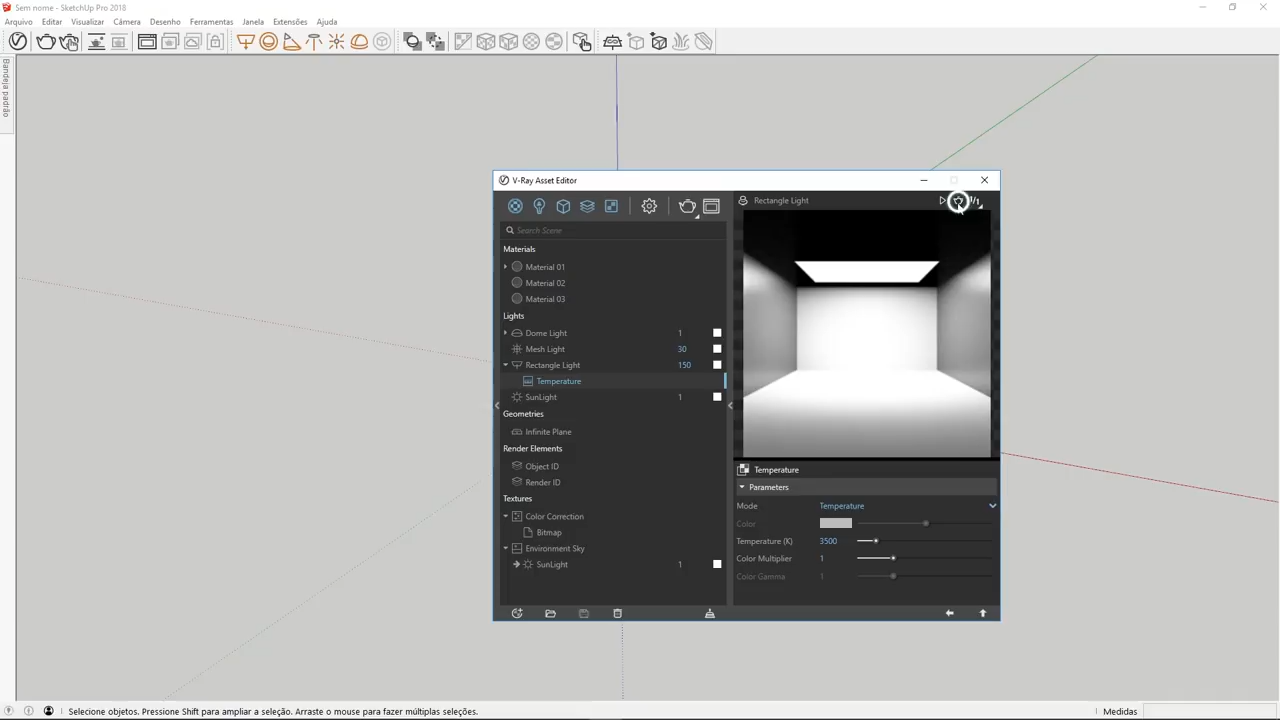 Sem nome - SketchUp Pro 2018
Arquivo Editar Visualizar Câmera Desenho Ferramentas Janela Extensões Ajuda
Bandeja padrão
V-Ray Asset Editor
Rectangle Light
Search Scene
Materials
Material 01
Material 02
Material 03
Lights
Dome Light 1
Mesh Light 30
Rectangle Light 150
Temperature
SunLight 1
Geometries
Infinite Plane
Render Elements
Object ID
Render ID
Textures
Color Correction
Bitmap
Environment Sky
SunLight 1
Temperature
Parameters
Mode Temperature
Color
Temperature (K) 3500
Color Multiplier 1
Color Gamma 1
Selecione objetos. Pressione Shift para ampliar a seleção. Arraste o mouse para fazer múltiplas seleções.
Medidas